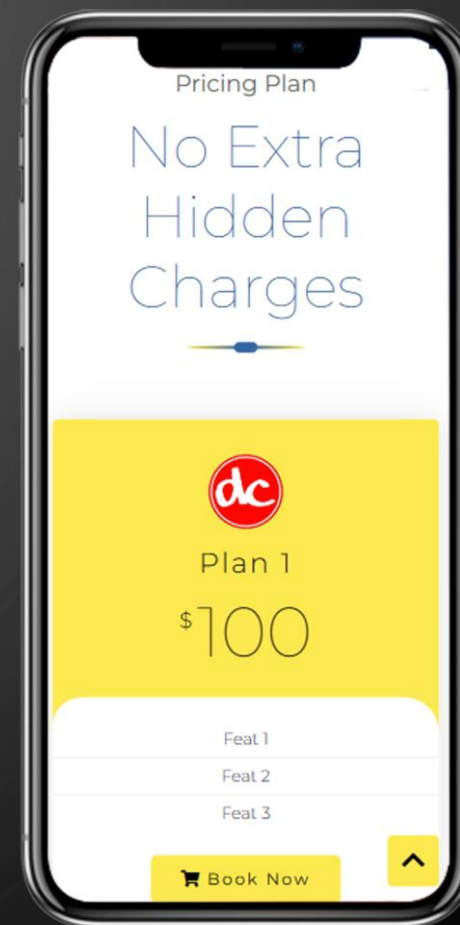 Pricing Plan
No Extra
Hidden
Charges
dc
Plan 1
$100
Feat 1
Feat 2
Feat 3
Book Now